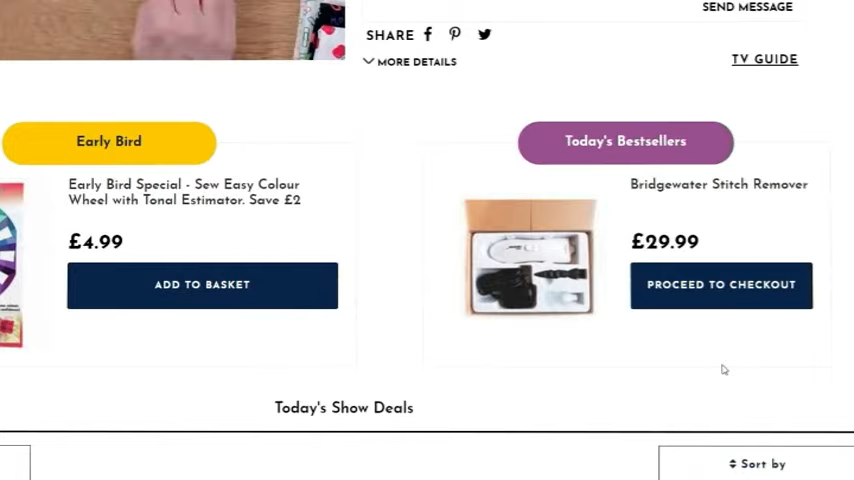 SEND MESSAGE
SHARE
MORE DETAILS
TV GUIDE
Early Bird
Early Bird Special - Sew Easy Colour
Wheel with Tonal Estimator. Save £2
£4.99
ADD TO BASKET
Today's Bestsellers
Bridgewater Stitch Remover
£29.99
PROCEED TO CHECKOUT
Today's Show Deals
Sort by